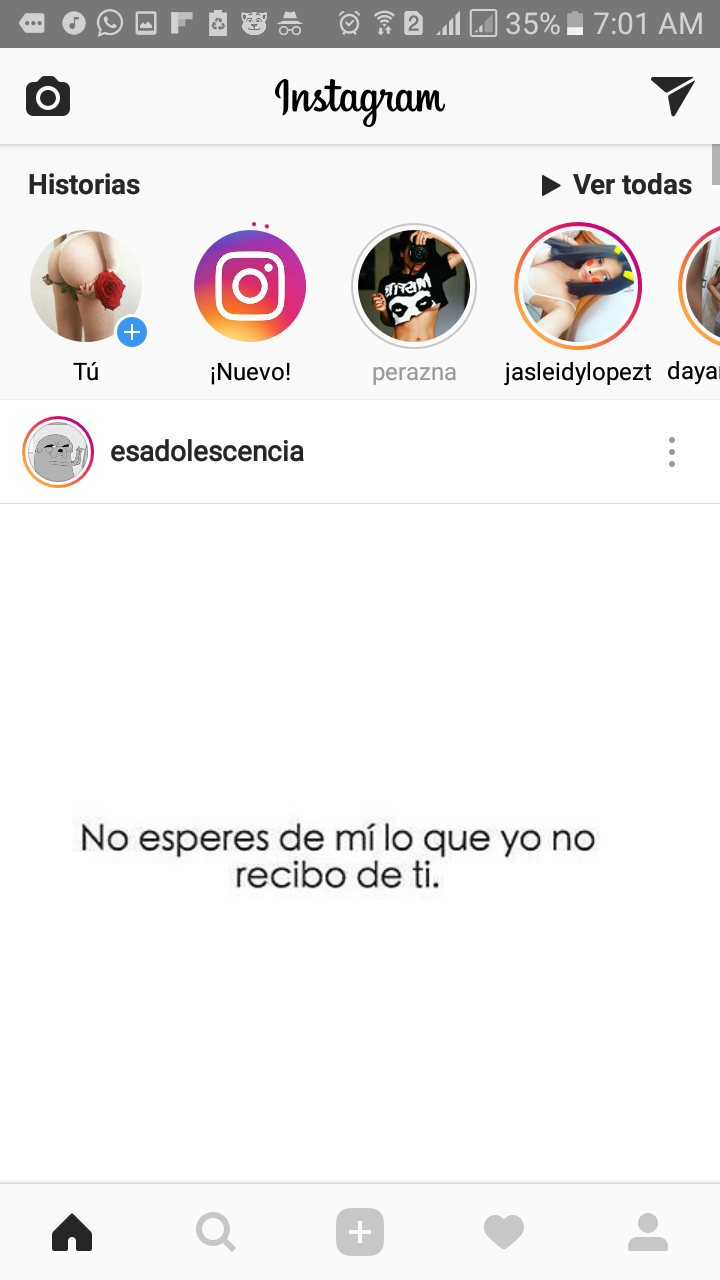 2 35% 7:01 AM
Instagram
Historias Ver todas
Tú ¡Nuevo! perazna jasleidylopezt dayar
esadolescencia
No esperes de mí lo que yo no
recibo de ti.